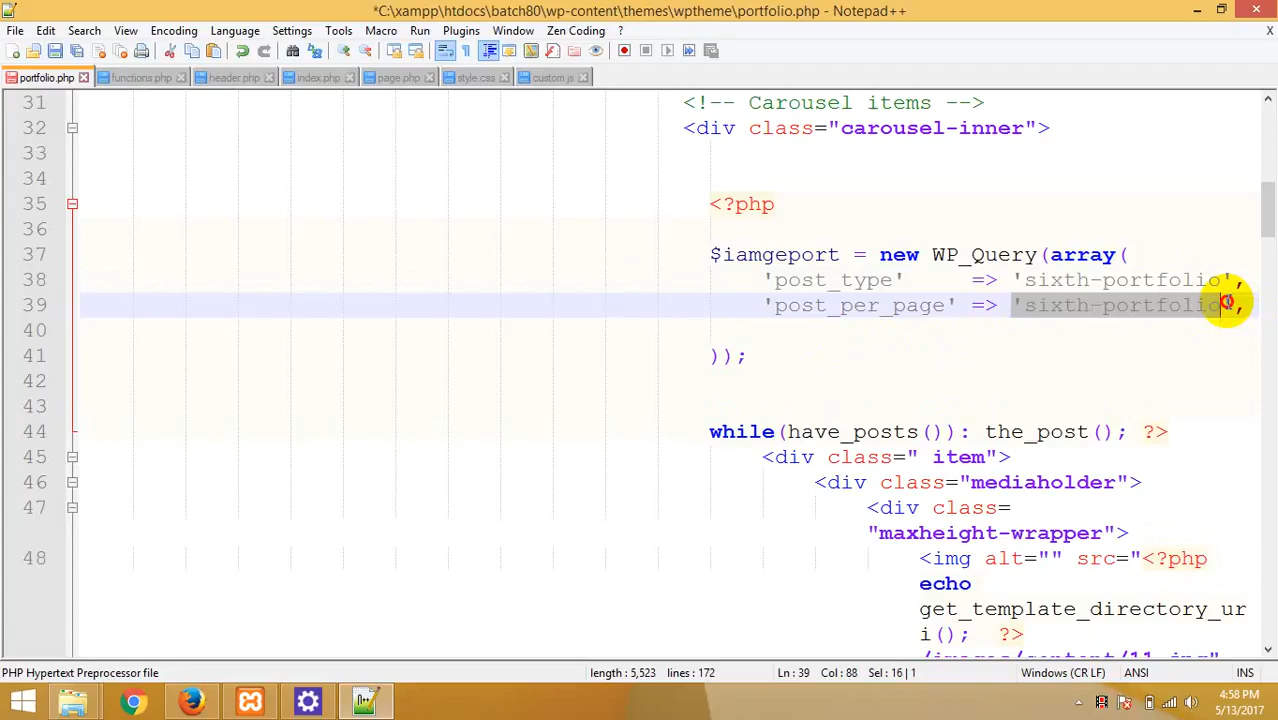 *C:\xampp\htdocs\batch80\wp-content\themes\wptheme\portfolio.php - Notepad++
File Edit Search View Encoding Language Settings Tools Macro Run Plugins Window Zen Coding ? X
portfolio.php functions.php header.php index.php page.php style.css custom.js
31 <!-- Carousel items -->
32 <div class="carousel-inner">
33
34
35 <?php
36
37 $iamgeport = new WP_Query(array(
38 'post_type' => 'sixth-portfolio',
39 'post_per_page' => 'sixth-portfolio',
40
41 ));
42
43
44 while(have_posts()): the_post(); ?>
45 <div class=" item">
46 <div class="mediaholder">
47 <div class=
"maxheight-wrapper">
48 <img alt="" src="<?php
echo
get_template_directory_ur
i(); ?>
/images/content/11.jpg"
PHP Hypertext Preprocessor file length : 5,523 lines : 172 Ln : 39 Col : 88 Sel : 16 | 1 Windows (CR LF) ANSI INS
4:58 PM
5/13/2017